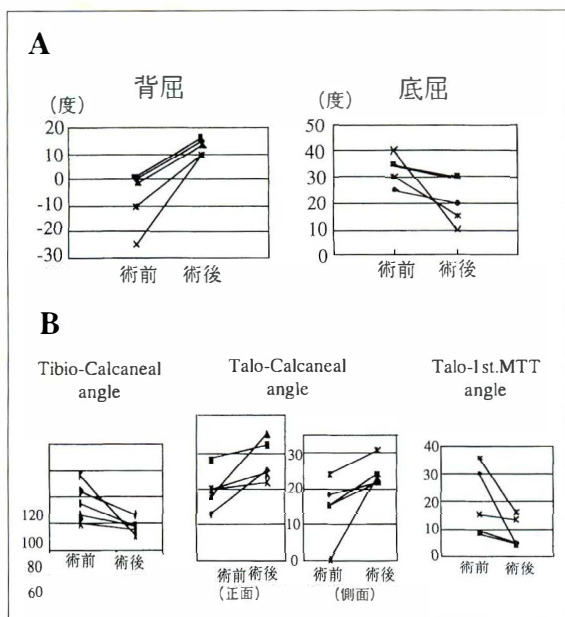 A
背屈
(度)
20
10
0
-10
-20
-30
術前 術後
底屈
(度)
50
40
30
20
10
0
術前 術後
B
Tibio-Calcaneal
angle
120
100
80
60
術前 術後
Talo-Calcaneal
angle
術前 術後
(正面)
30
20
10
0
術前 術後
(側面)
Talo-1st.MTT
angle
40
30
20
10
0
術前 術後